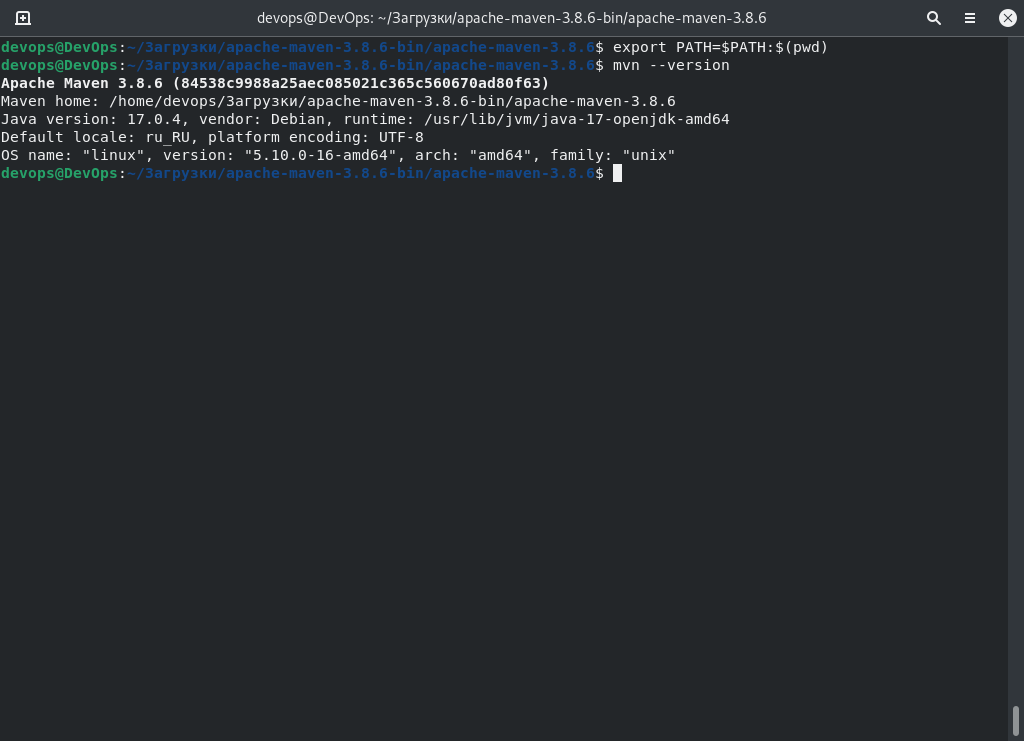 devops@DevOps: ~/Загрузки/apache-maven-3.8.6-bin/apache-maven-3.8.6
devops@DevOps:~/Загрузки/apache-maven-3.8.6-bin/apache-maven-3.8.6$ export PATH=$PATH:$(pwd)
devops@DevOps:~/Загрузки/apache-maven-3.8.6-bin/apache-maven-3.8.6$ mvn --version
Apache Maven 3.8.6 (84538c9988a25aec085021c365c560670ad80f63)
Maven home: /home/devops/Загрузки/apache-maven-3.8.6-bin/apache-maven-3.8.6
Java version: 17.0.4, vendor: Debian, runtime: /usr/lib/jvm/java-17-openjdk-amd64
Default locale: ru_RU, platform encoding: UTF-8
OS name: "linux", version: "5.10.0-16-amd64", arch: "amd64", family: "unix"
devops@DevOps:~/Загрузки/apache-maven-3.8.6-bin/apache-maven-3.8.6$